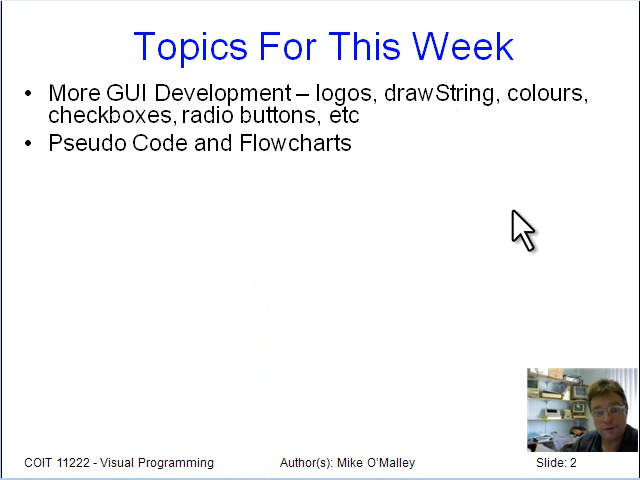 Topics For This Week
• More GUI Development – logos, drawString, colours,
checkboxes, radio buttons, etc
• Pseudo Code and Flowcharts
COIT 11222 - Visual Programming Author(s): Mike O'Malley Slide: 2